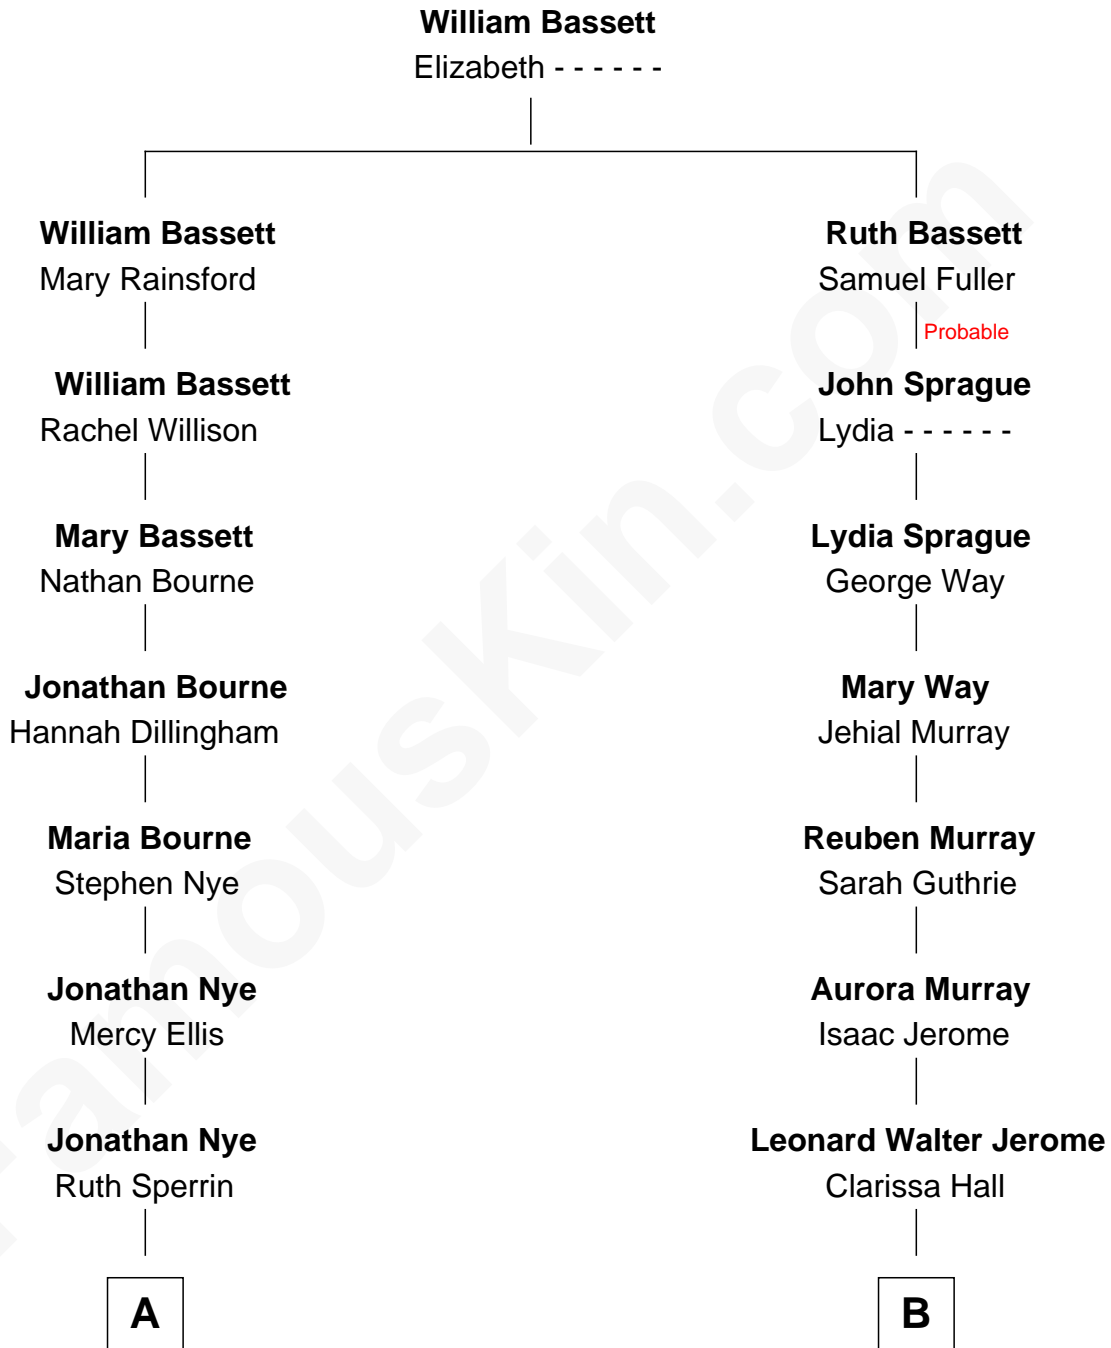 William Bassett
Elizabeth - - - - - -
William Bassett
Mary Rainsford
Ruth Bassett
Samuel Fuller
Probable
William Bassett
Rachel Willison
John Sprague
Lydia - - - - - -
Mary Bassett
Nathan Bourne
Lydia Sprague
George Way
Jonathan Bourne
Hannah Dillingham
Mary Way
Jehial Murray
Maria Bourne
Stephen Nye
Reuben Murray
Sarah Guthrie
Jonathan Nye
Mercy Ellis
Aurora Murray
Isaac Jerome
Jonathan Nye
Ruth Sperrin
Leonard Walter Jerome
Clarissa Hall
A
B
FamousKin.com